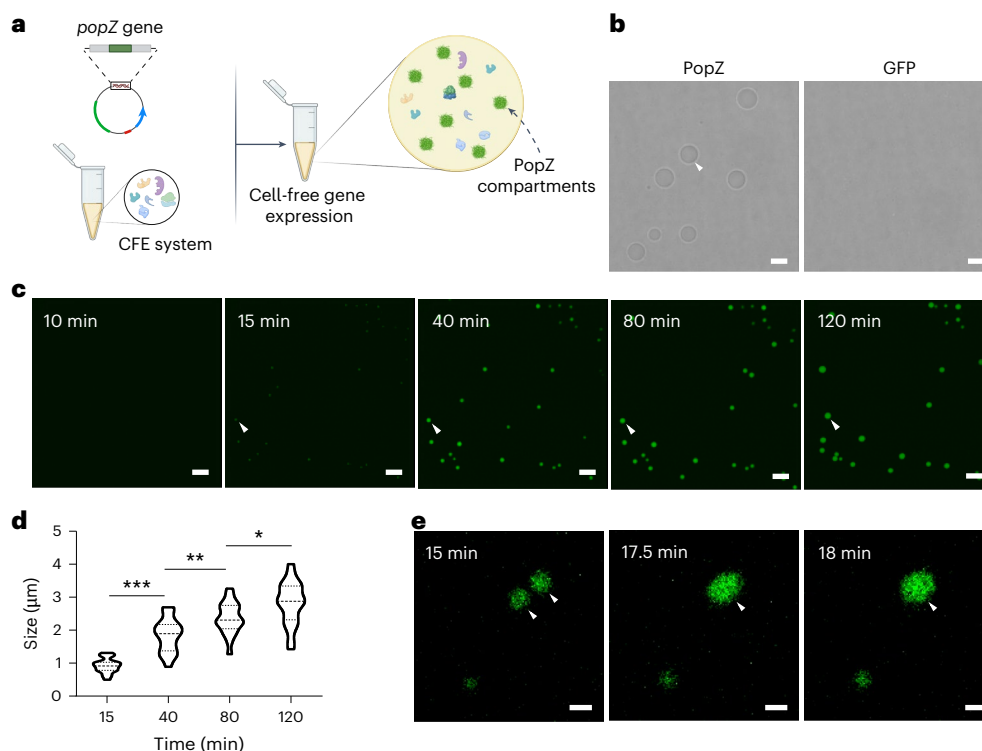 a
popZ gene
CFE system
Cell-free gene
expression
PopZ
compartments
b
PopZ
GFP
c
10 min
15 min
40 min
80 min
120 min
d
Size (µm)
5
4
3
2
1
0
***
**
*
15
40
80
120
Time (min)
e
15 min
17.5 min
18 min